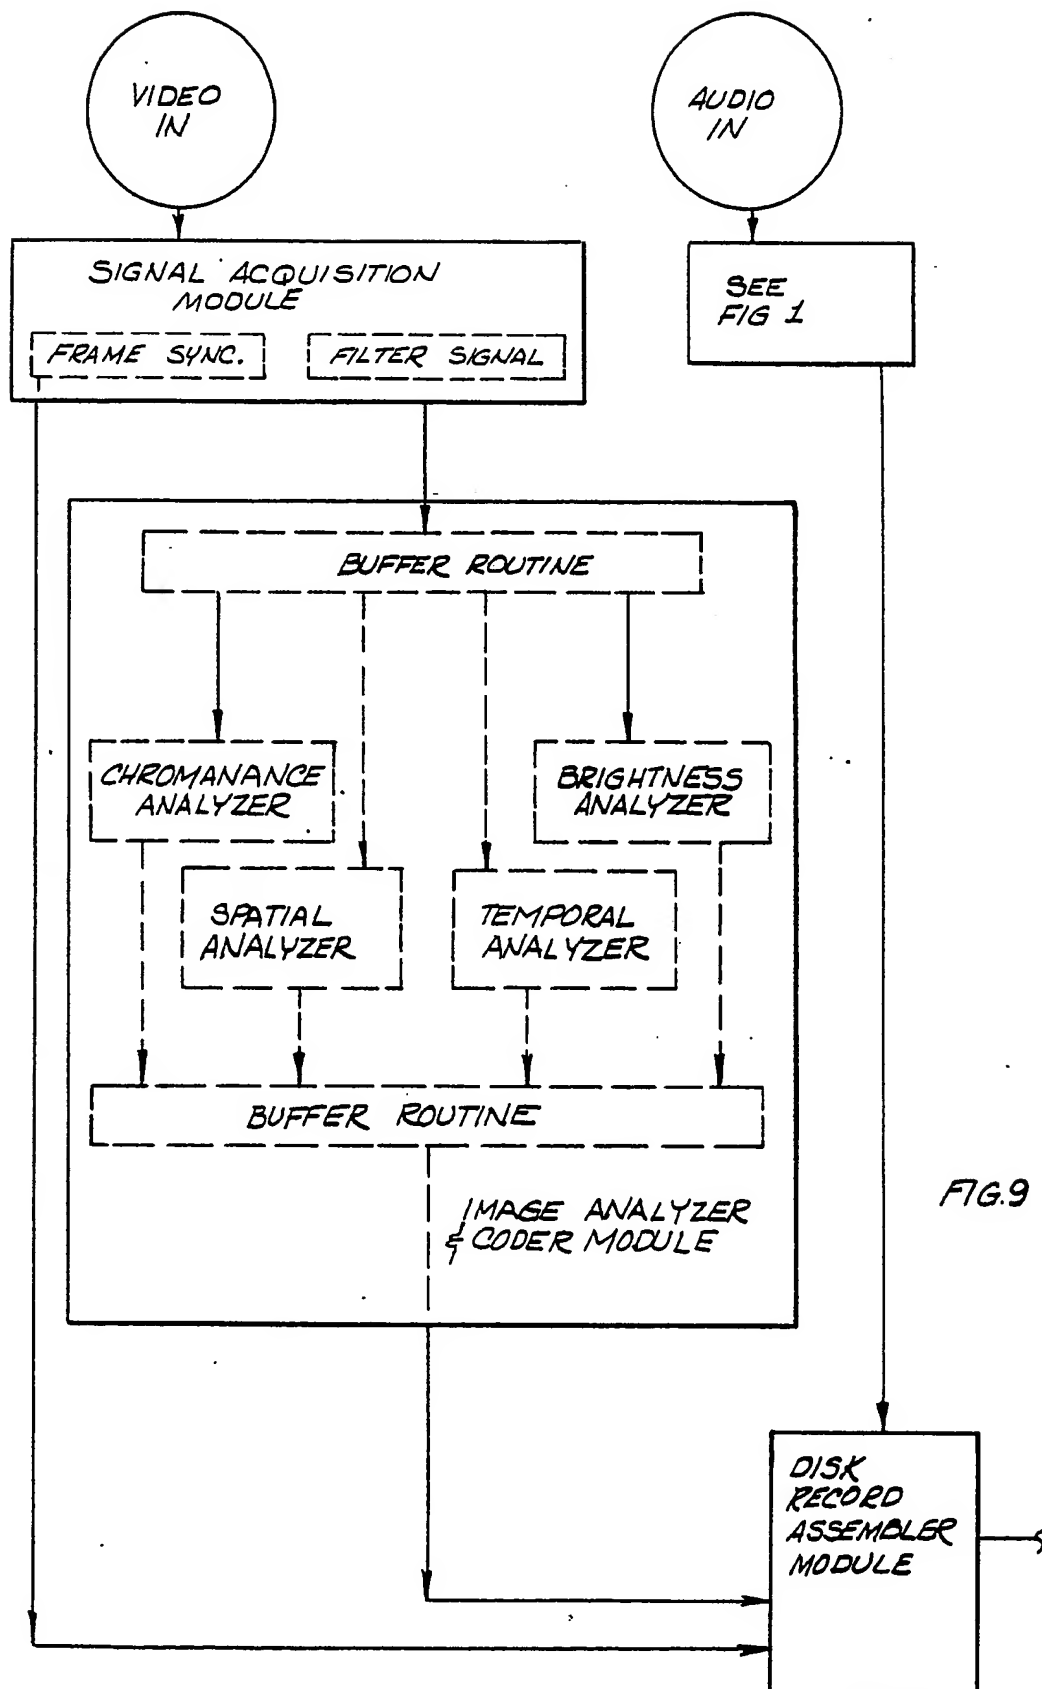 VIDEO
IN
AUDIO
IN
SIGNAL ACQUISITION
MODULE
FRAME SYNC.
FILTER SIGNAL
SEE
FIG 1
BUFFER ROUTINE
CHROMANANCE
ANALYZER
BRIGHTNESS
ANALYZER
SPATIAL
ANALYZER
TEMPORAL
ANALYZER
BUFFER ROUTINE
IMAGE ANALYZER
& CODER MODULE
FIG.9
DISK
RECORD
ASSEMBLER
MODULE